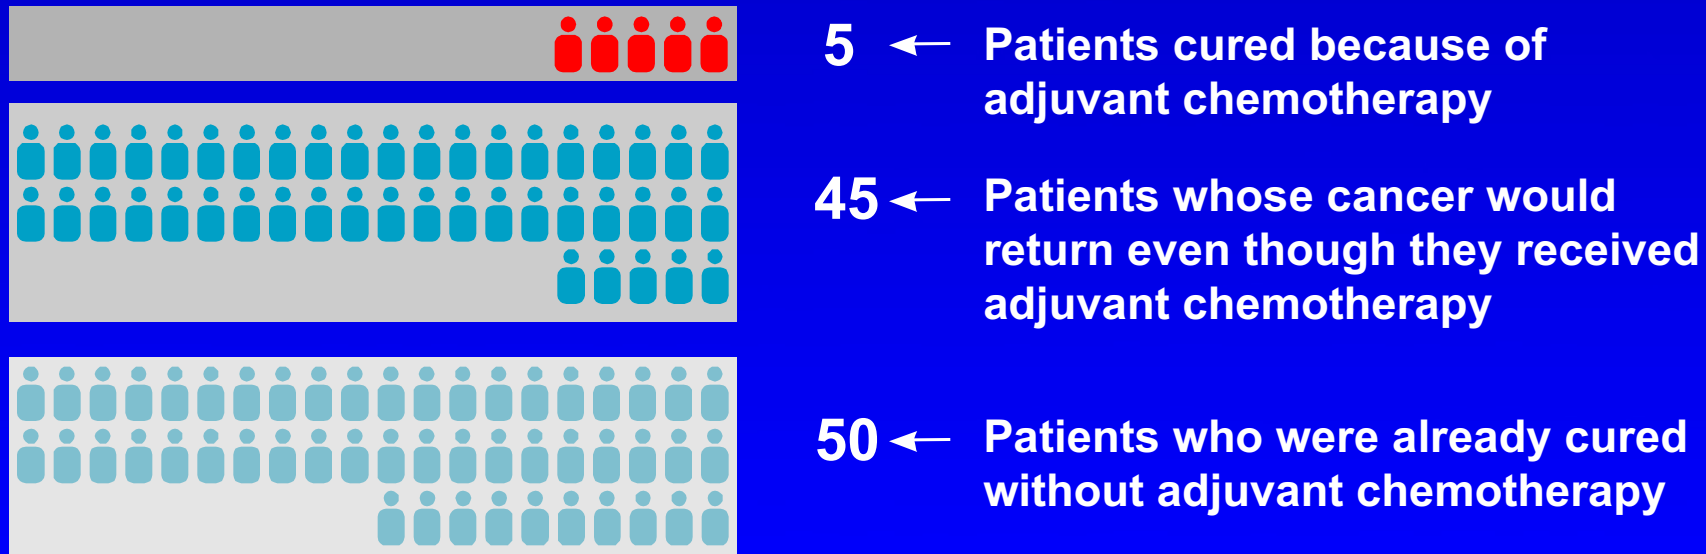 5 Patients cured because of
adjuvant chemotherapy
45 Patients whose cancer would
return even though they received
adjuvant chemotherapy
50 Patients who were already cured
without adjuvant chemotherapy